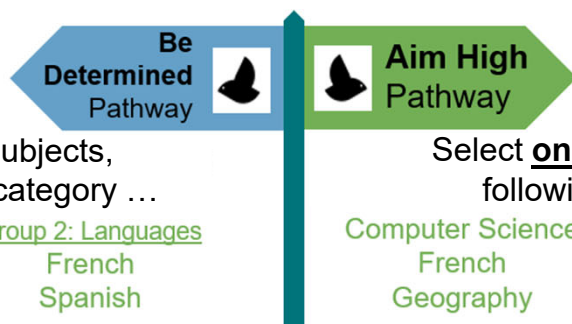 Be
Determined
Pathway
ubjects,
category …
roup 2: Languages
French
Spanish
Aim High
Pathway
Select on
followi
Computer Science
French
Geography